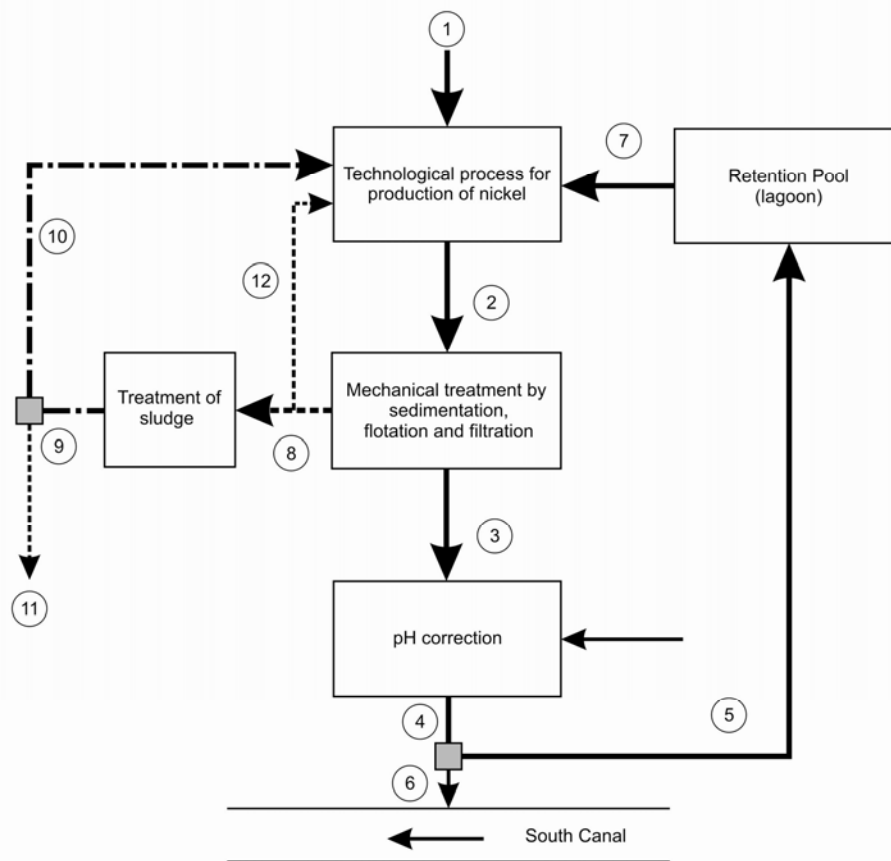 1
Technological process for
production of nickel
7
Retention Pool
(lagoon)
10
12
2
Treatment of
sludge
Mechanical treatment by
sedimentation,
flotation and filtration
9
8
3
11
pH correction
4
5
6
South Canal